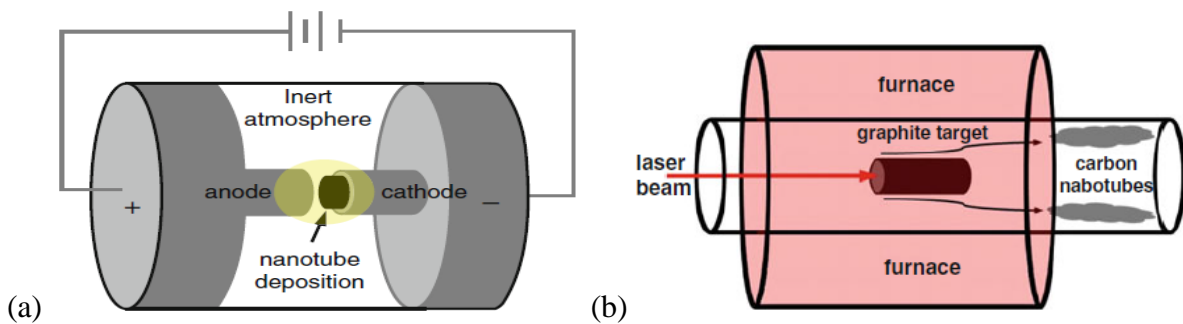 Inert
atmosphere
anode
cathode
+
−
nanotube
deposition
(a)
furnace
graphite target
laser
beam
carbon
nabotubes
furnace
(b)